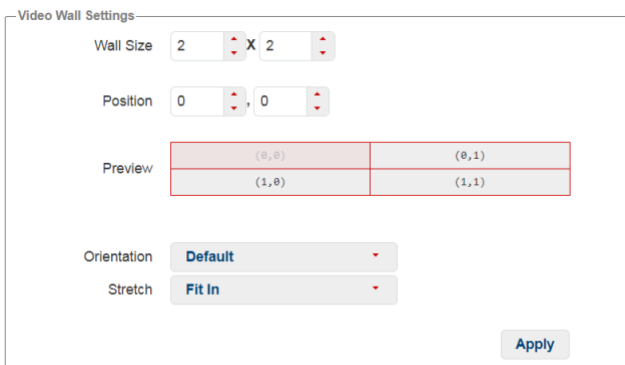 Video Wall Settings
Wall Size 2 X 2
Position 0 , 0
Preview (0,0) (0,1)
(1,0) (1,1)
Orientation Default
Stretch Fit In
Apply